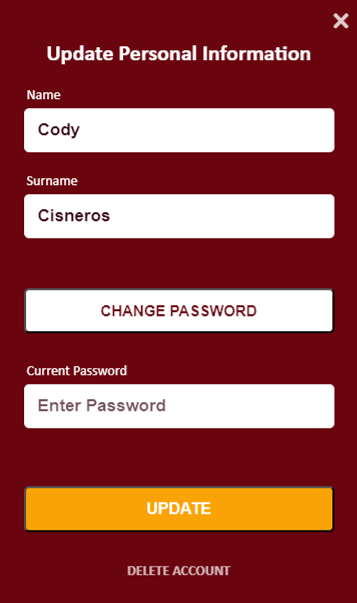 Update Personal Information
Name
Cody
Surname
Cisneros
CHANGE PASSWORD
Current Password
Enter Password
UPDATE
DELETE ACCOUNT